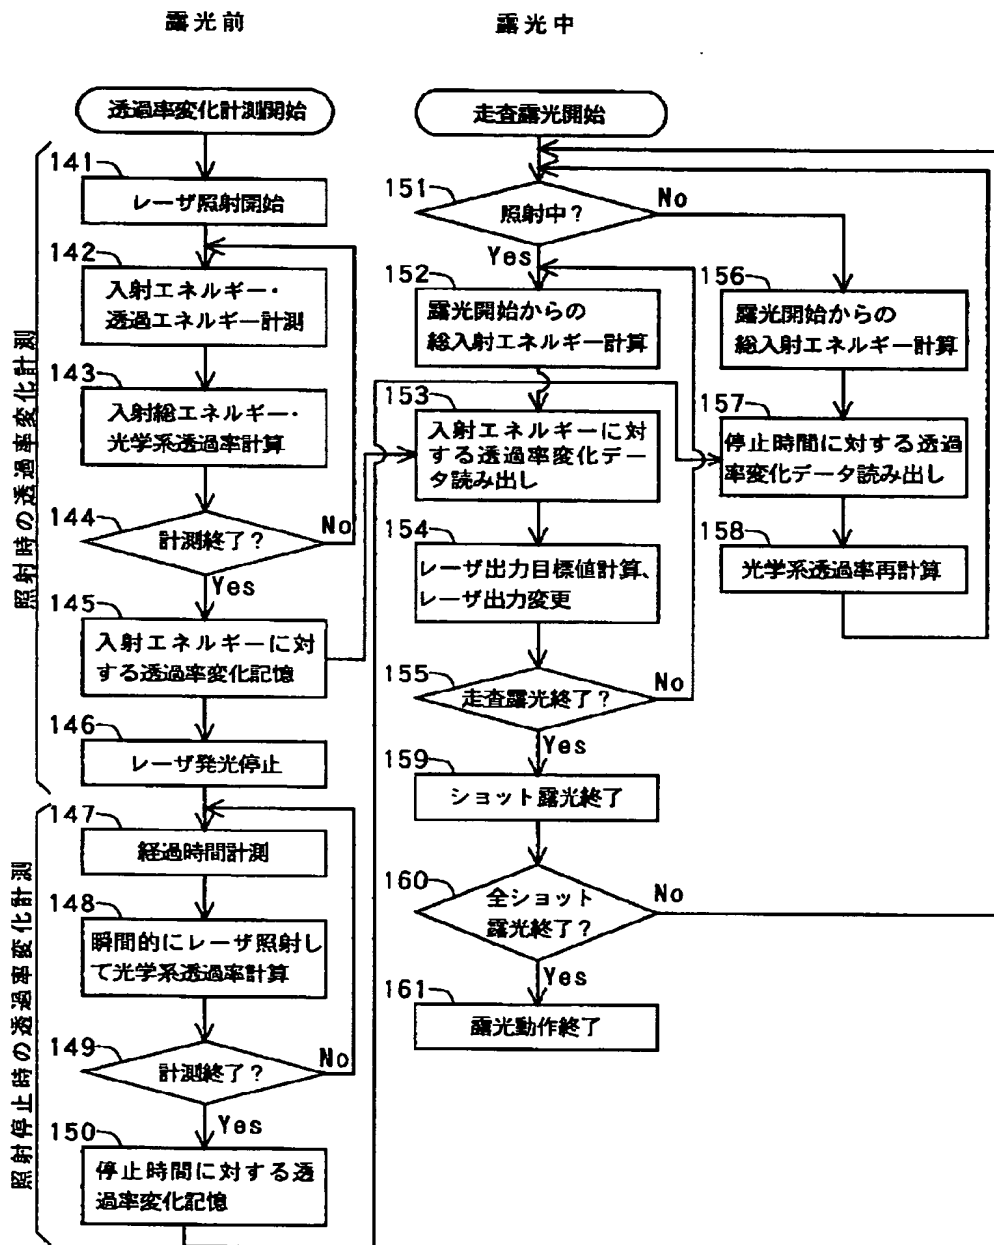 露光前
透過率変化計測開始
照射時の透過率変化計測
141
レーザ照射開始
142
入射エネルギー・
透過エネルギー計測
143
入射総エネルギー・
光学系透過率計算
144
計測終了?
No
Yes
145
入射エネルギーに対
する透過率変化記憶
146
レーザ発光停止
照射停止時の透過率変化計測
147
経過時間計測
148
瞬間的にレーザ照射し
て光学系透過率計算
149
計測終了?
No
Yes
150
停止時間に対する透
過率変化記憶
露光中
走査露光開始
151
照射中?
No
Yes
152
露光開始からの
総入射エネルギー計算
153
入射エネルギーに対
する透過率変化デー
タ読み出し
154
レーザ出力目標値計算、
レーザ出力変更
155
走査露光終了?
No
Yes
156
露光開始からの
総入射エネルギー計算
157
停止時間に対する透過
率変化データ読み出し
158
光学系透過率再計算
159
ショット露光終了
160
全ショット
露光終了?
No
Yes
161
露光動作終了